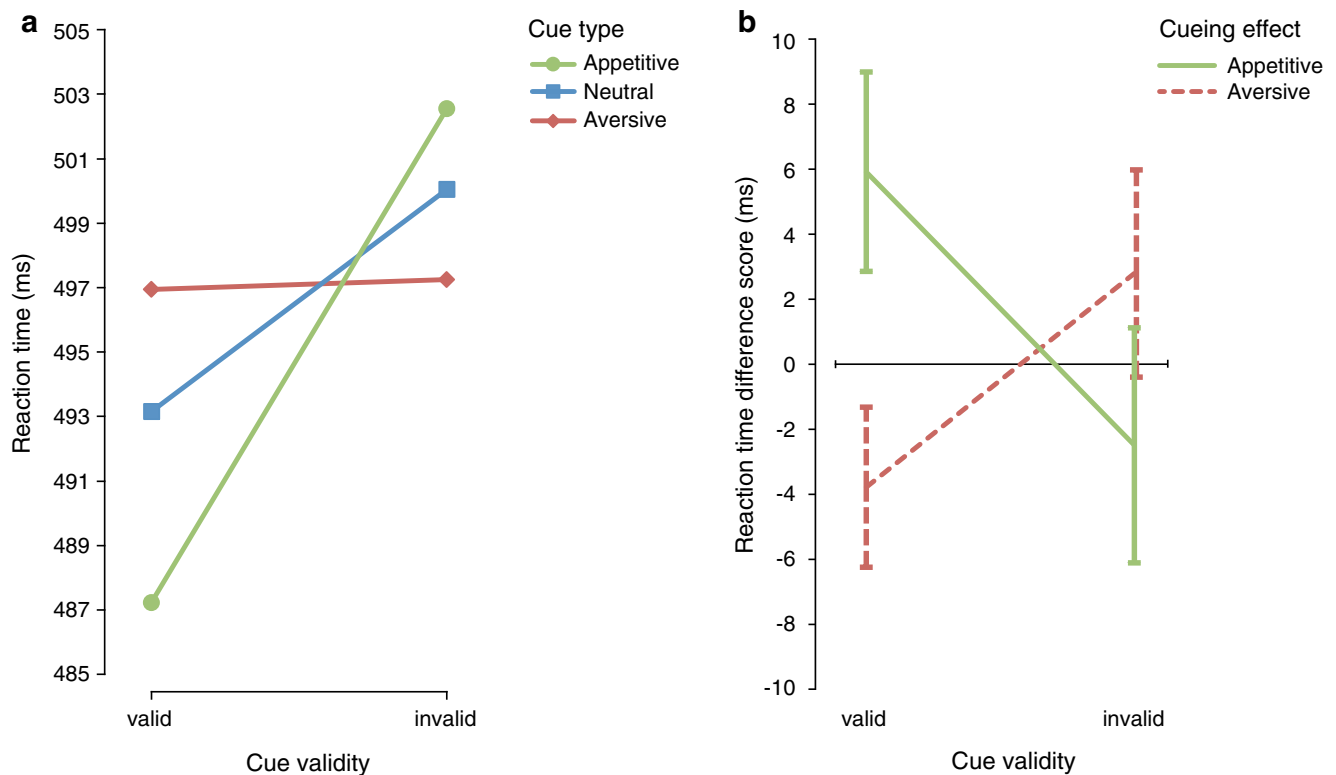 a
Cue type
Appetitive
Neutral
Aversive
Reaction time (ms)
505
503
501
499
497
495
493
491
489
487
485
valid
invalid
Cue validity
b
Cueing effect
Appetitive
Aversive
Reaction time difference score (ms)
10
8
6
4
2
0
-2
-4
-6
-8
-10
valid
invalid
Cue validity